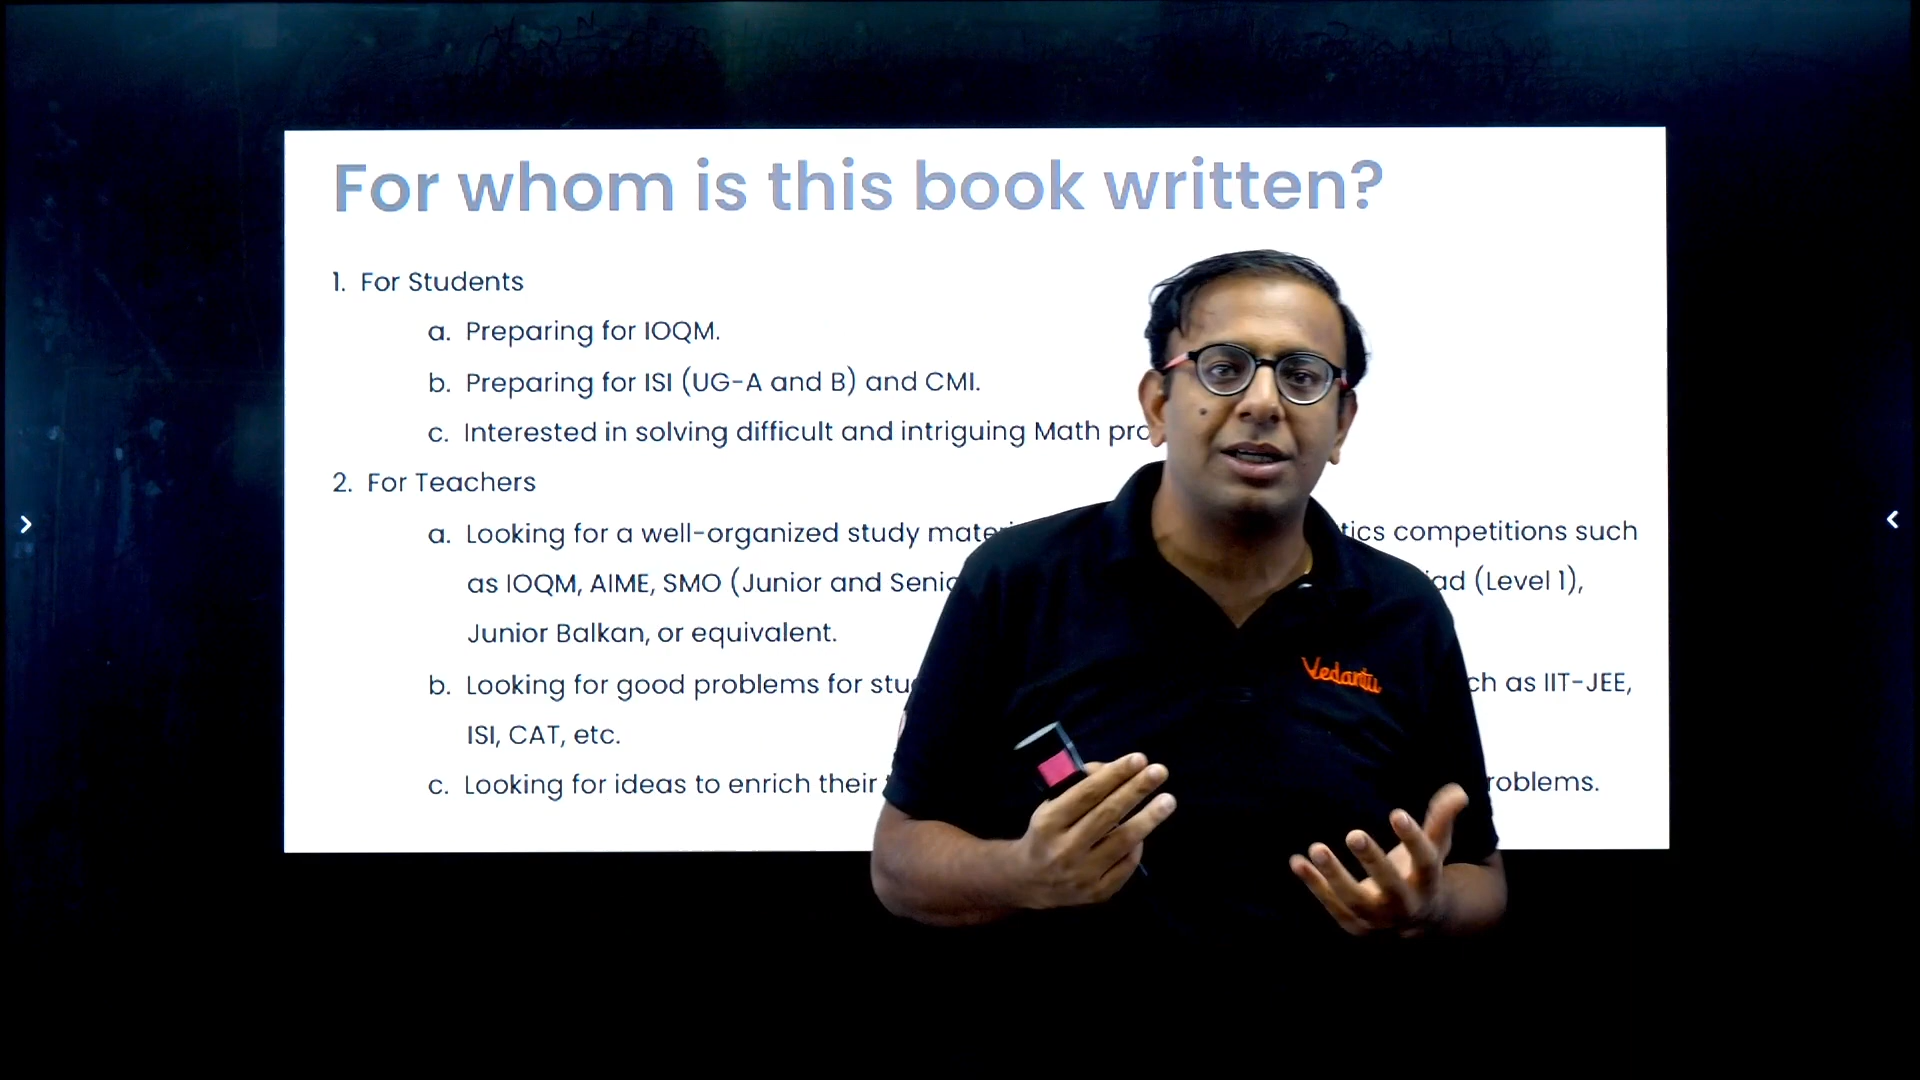 For whom is this book written?
1. For Students
a. Preparing for IOQM.
b. Preparing for ISI (UG-A and B) and CMI.
c. Interested in solving difficult and intriguing Math pro
2. For Teachers
a. Looking for a well-organized study mate tics competitions such
as IOQM, AIME, SMO (Junior and Senio ad (Level 1),
Junior Balkan, or equivalent.
b. Looking for good problems for stu ch as IIT-JEE,
ISI, CAT, etc.
c. Looking for ideas to enrich their roblems.
Vedantu